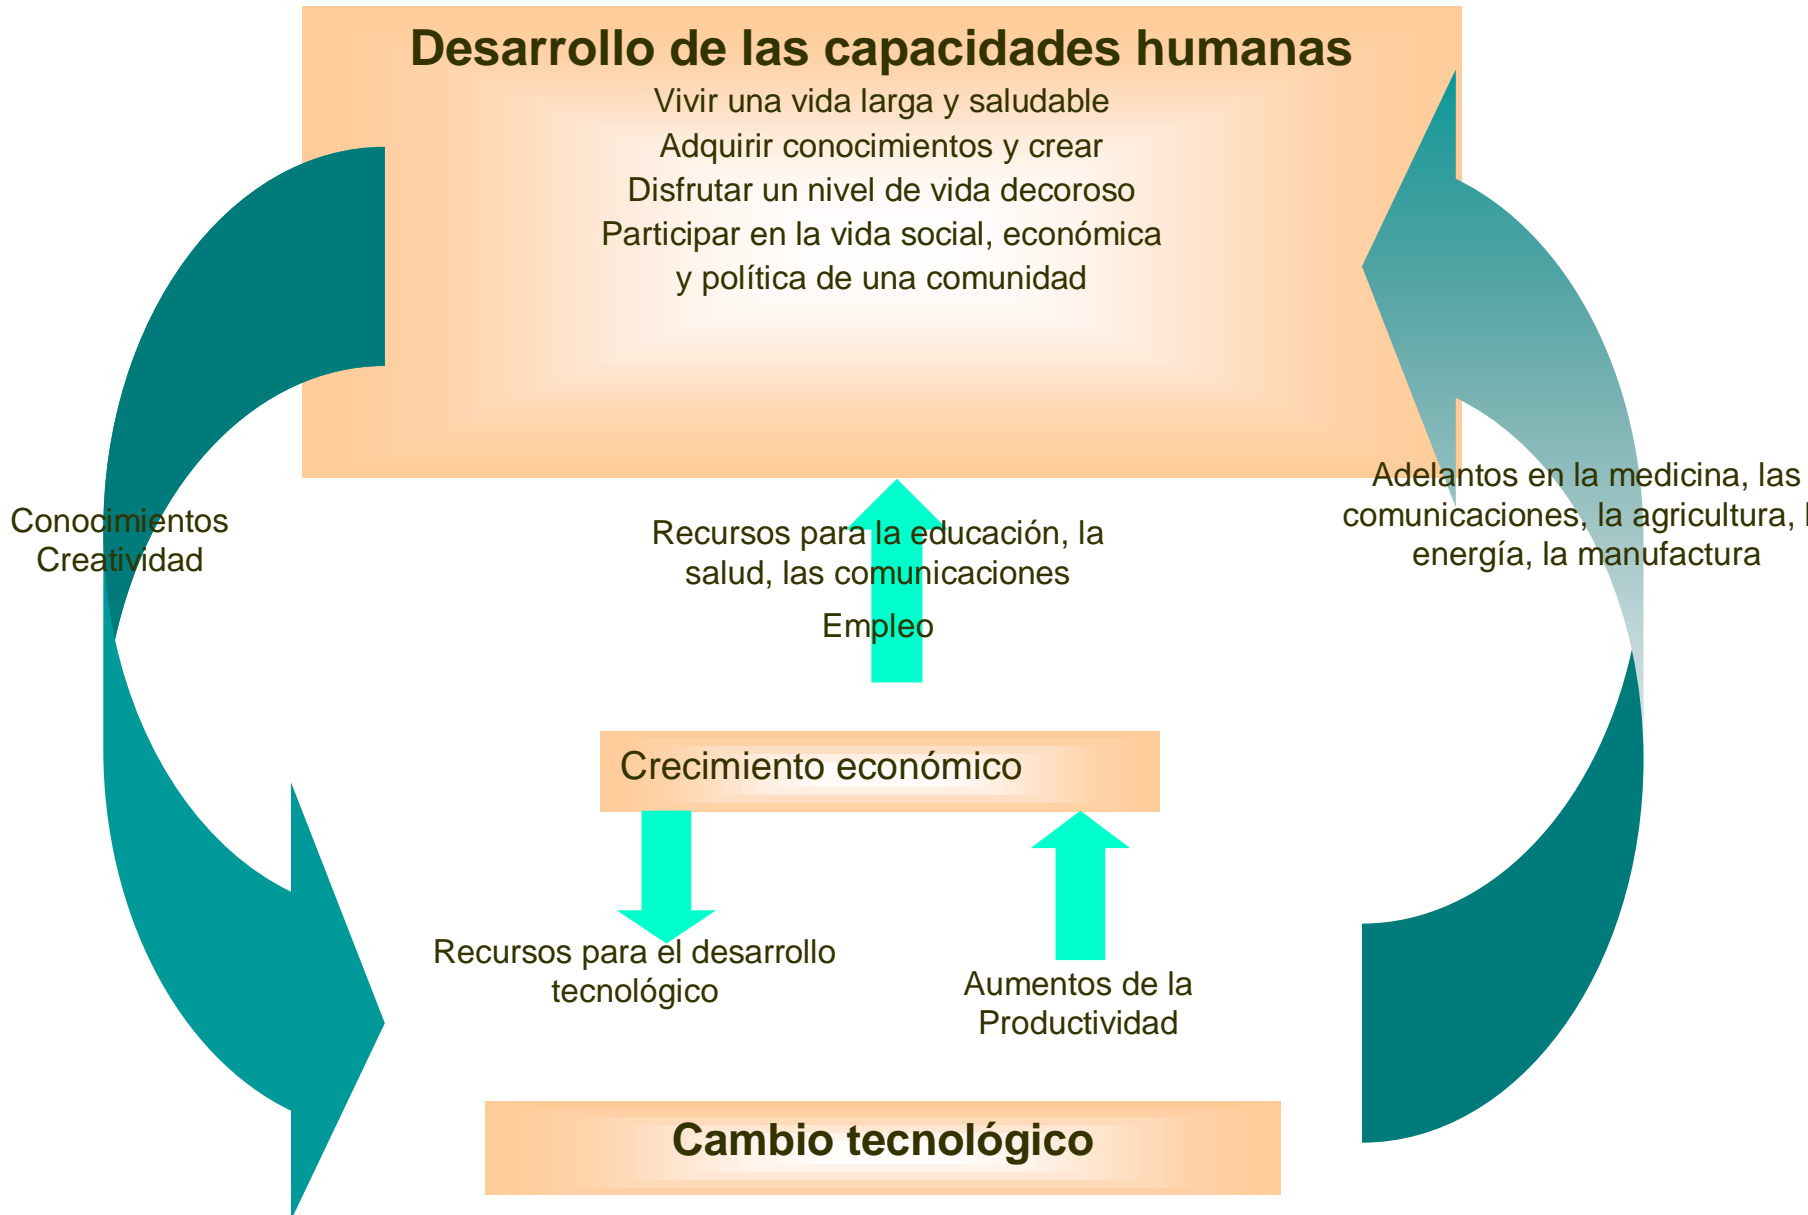 Desarrollo de las capacidades humanas
Vivir una vida larga y saludable
Adquirir conocimientos y crear
Disfrutar un nivel de vida decoroso
Participar en la vida social, económica
y política de una comunidad
Conocimientos
Creatividad
Recursos para la educación, la
salud, las comunicaciones
Empleo
Adelantos en la medicina, las
comunicaciones, la agricultura,
energía, la manufactura
Crecimiento económico
Recursos para el desarrollo
tecnológico
Aumentos de la
Productividad
Cambio tecnológico